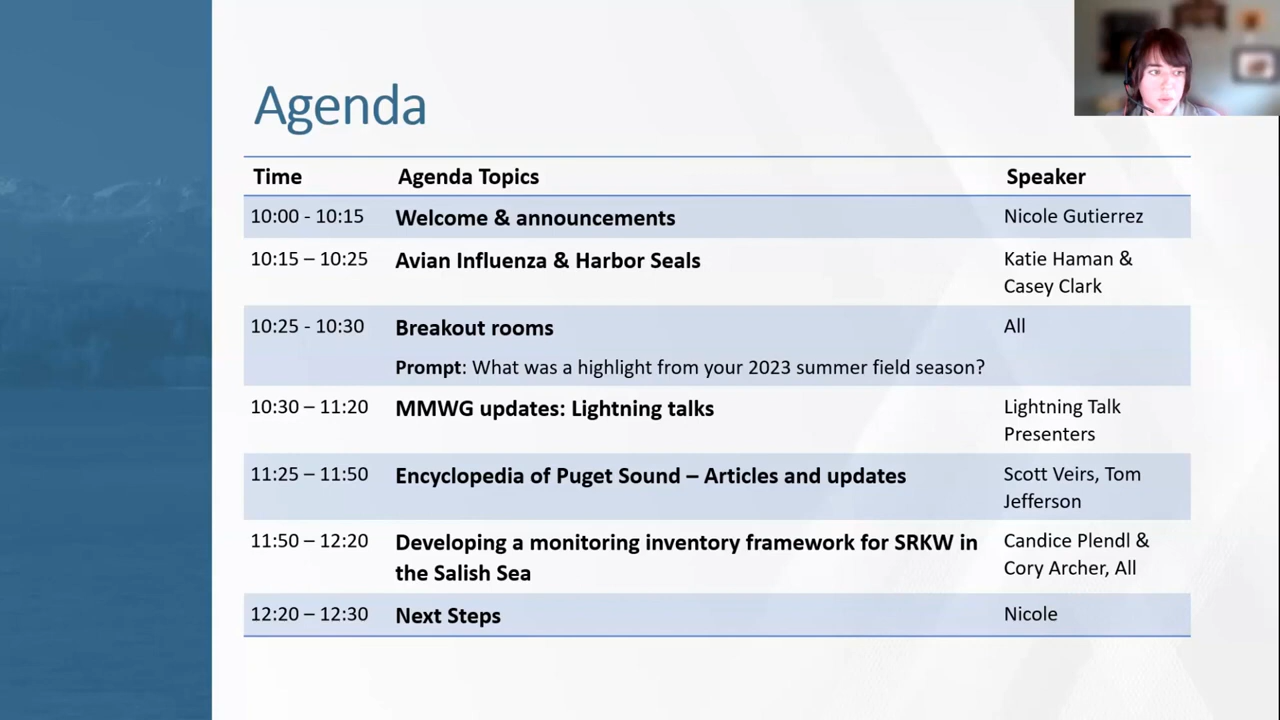 Agenda
Time Agenda Topics Speaker
10:00 - 10:15 Welcome & announcements Nicole Gutierrez
10:15 – 10:25 Avian Influenza & Harbor Seals Katie Haman &
Casey Clark
10:25 - 10:30 Breakout rooms All
Prompt: What was a highlight from your 2023 summer field season?
10:30 – 11:20 MMWG updates: Lightning talks Lightning Talk
Presenters
11:25 – 11:50 Encyclopedia of Puget Sound – Articles and updates Scott Veirs, Tom
Jefferson
11:50 – 12:20 Developing a monitoring inventory framework for SRKW in Candice Plendl &
the Salish Sea Cory Archer, All
12:20 – 12:30 Next Steps Nicole